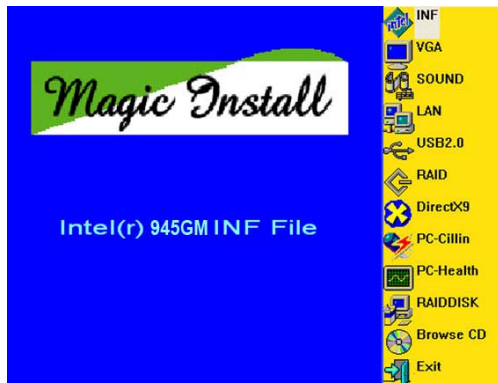 Magic Install
Intel(r) 945GM INF File
intel
INF
VGA
SOUND
LAN
USB2.0
RAID
DirectX9
PC-Cillin
PC-Health
RAIDDISK
Browse CD
Exit